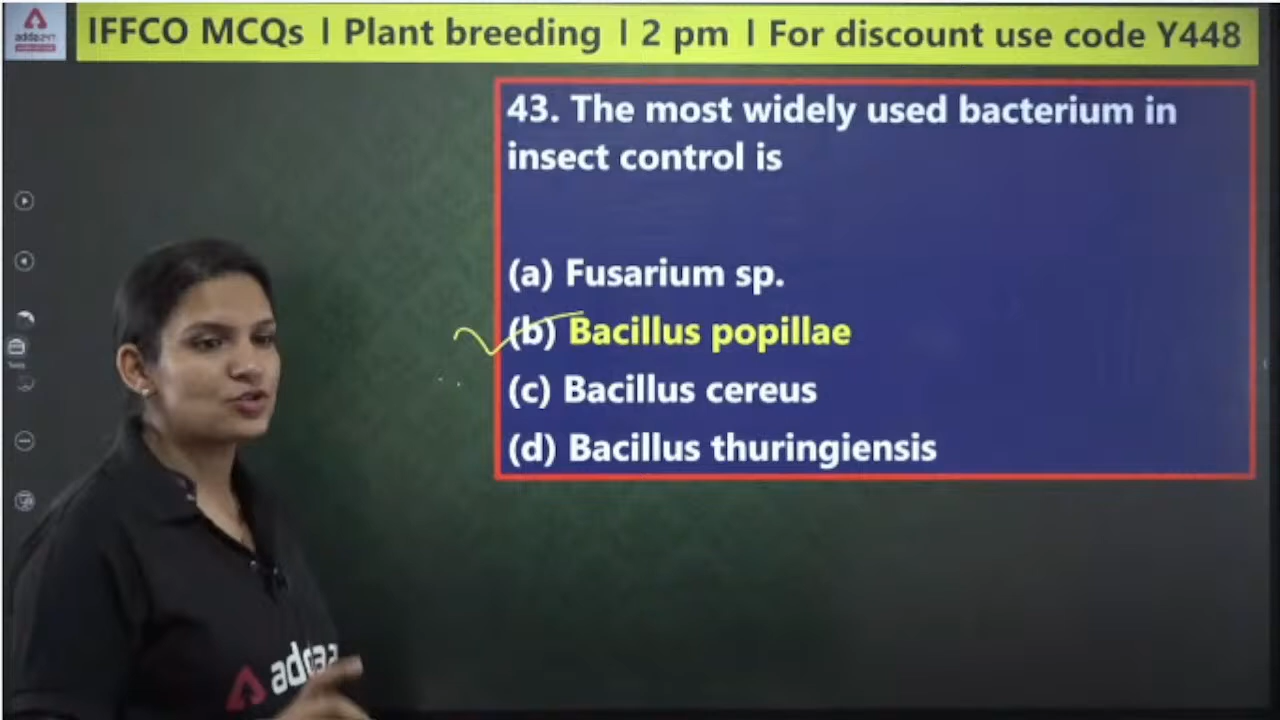 IFFCO MCQs I Plant breeding I 2 pm I For discount use code Y448
43. The most widely used bacterium in
insect control is
(a) Fusarium sp.
(b) Bacillus popillae
(c) Bacillus cereus
(d) Bacillus thuringiensis